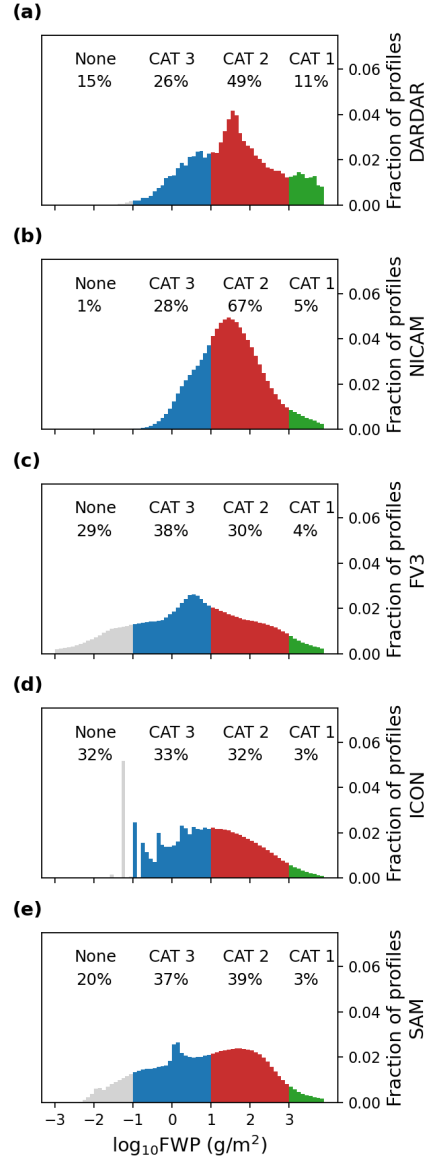 (a)
None CAT 3 CAT 2 CAT 1
15% 26% 49% 11%
0.06
0.04
0.02
0.00
Fraction of profiles
DARDAR
(b)
None CAT 3 CAT 2 CAT 1
1% 28% 67% 5%
0.06
0.04
0.02
0.00
Fraction of profiles
NICAM
(c)
None CAT 3 CAT 2 CAT 1
29% 38% 30% 4%
0.06
0.04
0.02
0.00
Fraction of profiles
FV3
(d)
None CAT 3 CAT 2 CAT 1
32% 33% 32% 3%
0.06
0.04
0.02
0.00
Fraction of profiles
ICON
(e)
None CAT 3 CAT 2 CAT 1
20% 37% 39% 3%
0.06
0.04
0.02
0.00
Fraction of profiles
SAM
−3 −2 −1 0 1 2 3
log₁₀FWP (g/m²)